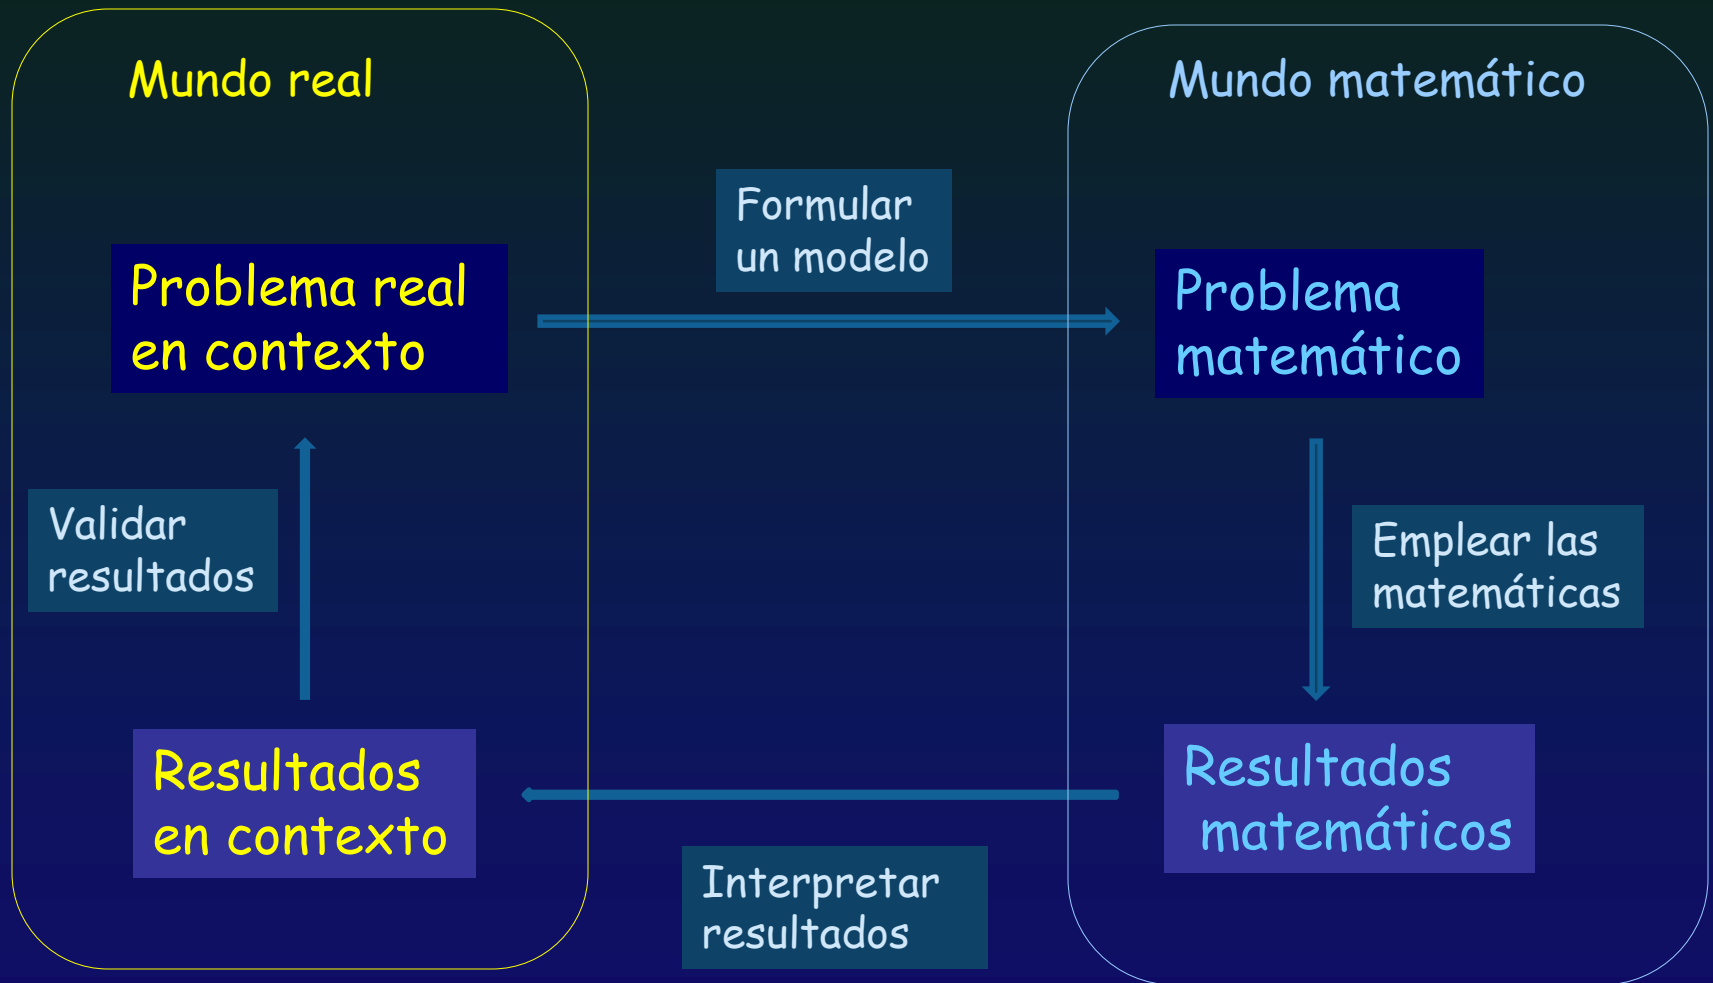 Mundo real
Mundo matemático
Formular
un modelo
Problema real
en contexto
Problema
matemático
Validar
resultados
Emplear las
matemáticas
Resultados
en contexto
Resultados
matemáticos
Interpretar
resultados